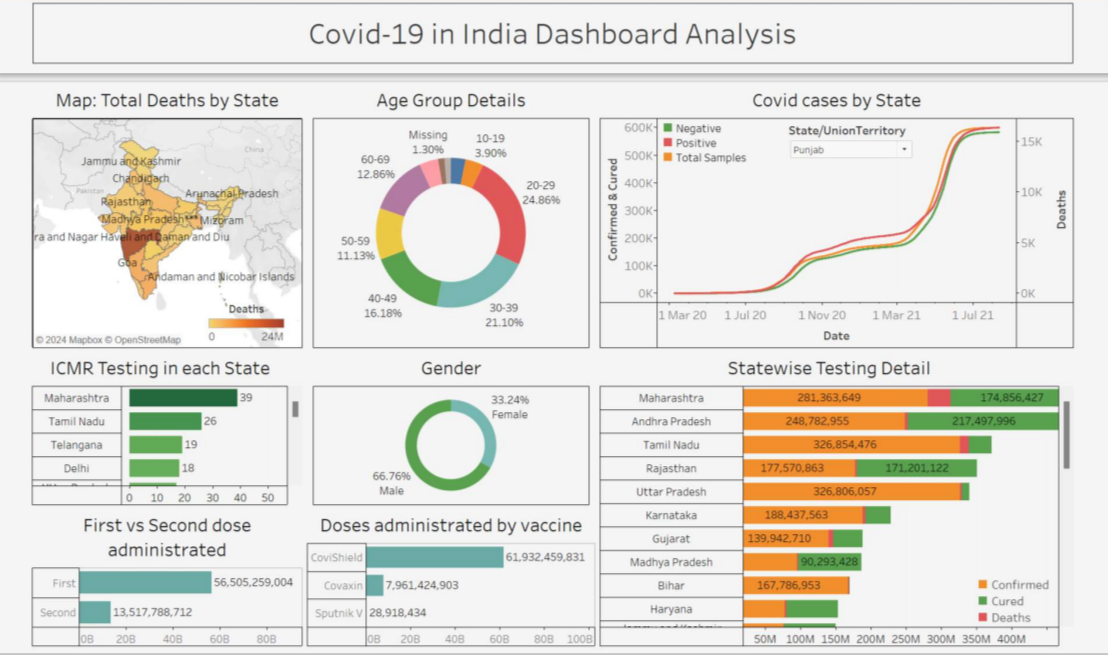 Covid-19 in India Dashboard Analysis
Map: Total Deaths by State
Jammu and Kashmir
China
Chandigarh
Pakistan
Arunachal Pradesh
Rajasthan
Madhya Pradesh
Mizoram
ra and Nagar Haveli and Daman and Diu
Goa
Andaman and Nicobar Islands
Deaths
0 24M
© 2024 Mapbox © OpenStreetMap
Age Group Details
Missing
1.30%
10-19
3.90%
60-69
12.86%
20-29
24.86%
50-59
11.13%
40-49
16.18%
30-39
21.10%
Covid cases by State
Negative
Positive
Total Samples
State/UnionTerritory
Punjab
Confirmed & Cured
600K
500K
400K
300K
200K
100K
0K
15K
10K
5K
0K
Deaths
1 Mar 20 1 Jul 20 1 Nov 20 1 Mar 21 1 Jul 21
Date
ICMR Testing in each State
Maharashtra 39
Tamil Nadu 26
Telangana 19
Delhi 18
0 10 20 30 40 50
Gender
33.24%
Female
66.76%
Male
Statewise Testing Detail
Maharashtra 281,363,649 174,856,427
Andhra Pradesh 248,782,955 217,497,996
Tamil Nadu 326,854,476
Rajasthan 177,570,863 171,201,122
Uttar Pradesh 326,806,057
Karnataka 188,437,563
Gujarat 139,942,710
Madhya Pradesh 90,293,428
Bihar 167,786,953
Haryana
Confirmed
Cured
Deaths
50M 100M 150M 200M 250M 300M 350M 400M
First vs Second dose
administrated
First 56,505,259,004
Second 13,517,788,712
0B 20B 40B 60B 80B
Doses administrated by vaccine
CoviShield 61,932,459,831
Covaxin 7,961,424,903
Sputnik V 28,918,434
0B 20B 40B 60B 80B 100B